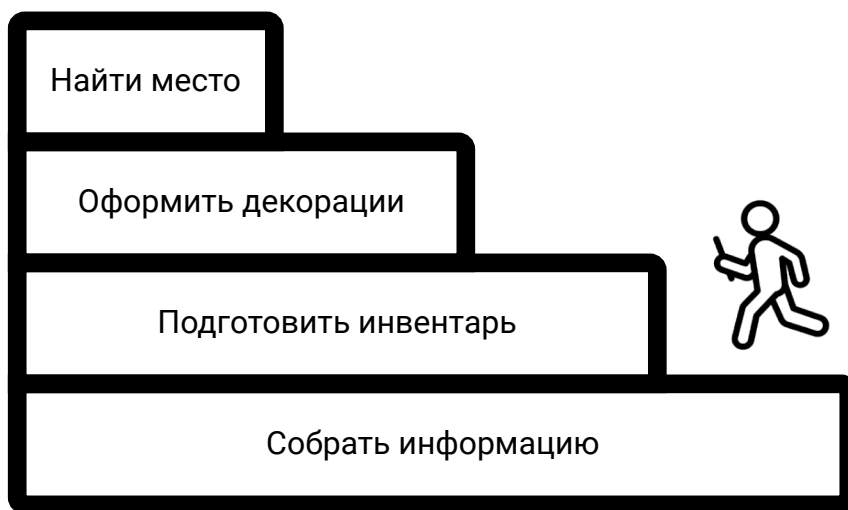 Найти место
Оформить декорации
Подготовить инвентарь
Собрать информацию